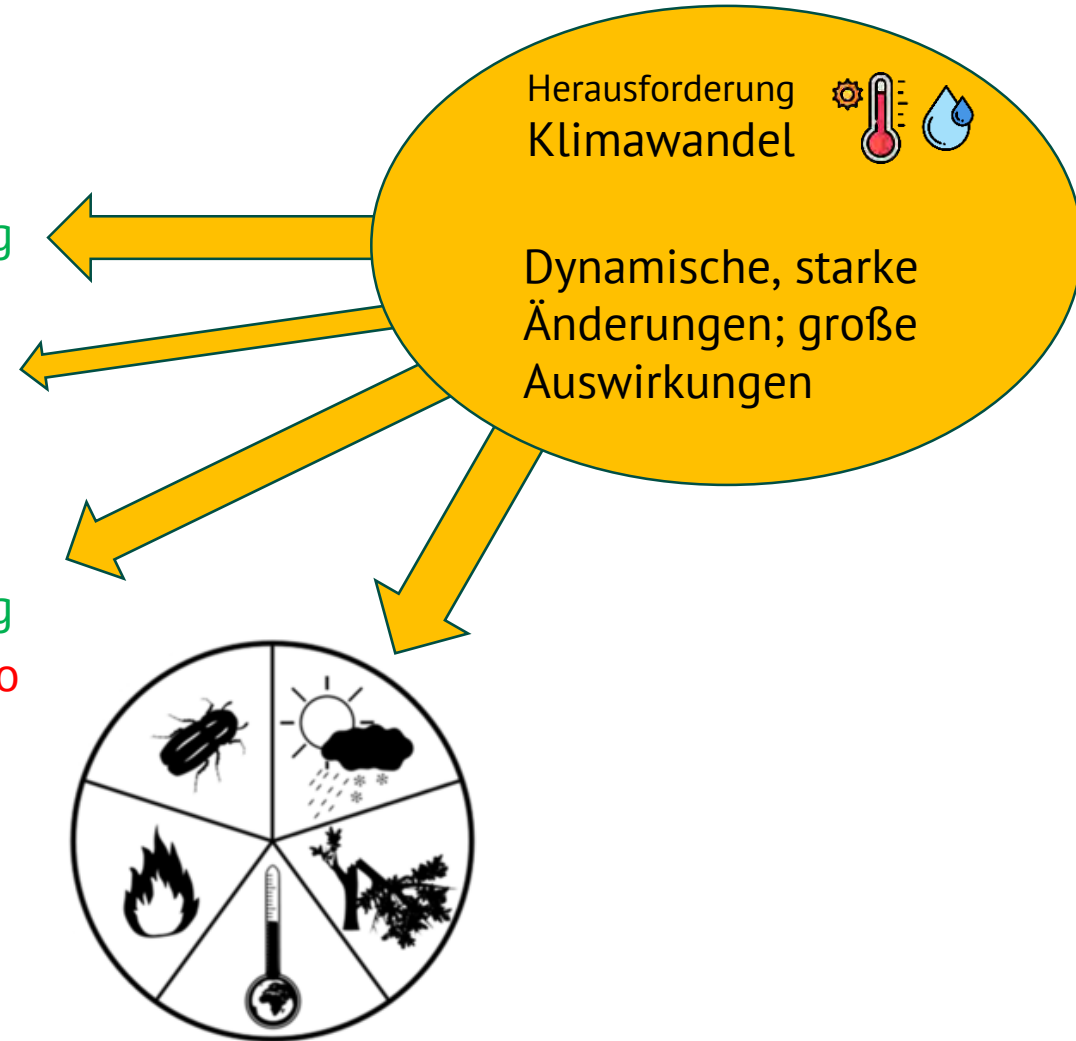 Herausforderung
Klimawandel
Dynamische, starke
Änderungen; große
Auswirkungen
g
g
o